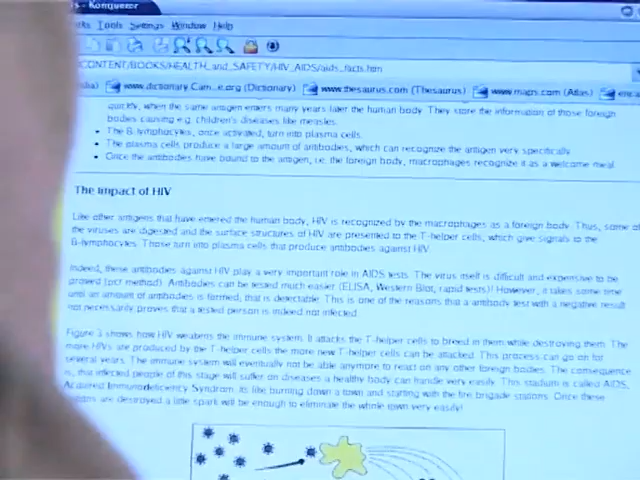 s - Konqueror
rks Tools Settings Window Help
CONTENT/BOOKS/HEALTH_and_SAFETY/HIV_AIDS/aids_facts.htm
dia) www.dictionary.Cam...e.org (Dictionary) www.thesaurus.com (Thesaurus) www.maps.com (Atlas)
quickly, when the same antigen enters many years later the human body. They store the information of those foreign
bodies causing e.g. children's diseases like measles.
• The B-lymphocytes, once activated, turn into plasma cells.
• The plasma cells produce a large amount of antibodies, which can recognize the antigen very specifically.
• Once the antibodies have bound to the antigen, i.e. the foreign body, macrophages recognize it as a welcome meal.
The Impact of HIV
Like other antigens that have entered the human body, HIV is recognized by the macrophages as a foreign body. Thus, some of
the viruses are digested and the surface structures of HIV are presented to the T-helper cells, which give signals to the
B-lymphocytes. Those turn into plasma cells that produce antibodies against HIV.
Indeed, these antibodies against HIV play a very important role in AIDS tests. The virus itself is difficult and expensive to be
proved (pcr method). Antibodies can be tested much easier (ELISA, Western Blot, rapid tests)! However, it takes some time
until an amount of antibodies is formed, that is detectable. This is one of the reasons that a antibody test with a negative result
not necessarily proves that a tested person is indeed not infected.
Figure 3 shows how HIV weakens the immune system. It attacks the T-helper cells to breed in them while destroying them. The
more HIVs are produced by the T-helper cells the more new T-helper cells can be attacked. This process can go on for
several years. The immune system will eventually not be able anymore to react on any other foreign bodies. The consequence
is, that infected people of this stage will suffer on diseases a healthy body can handle very easily. This stadium is called AIDS,
Acquired Immunodeficiency Syndrom. Its like burning down a town and starting with the fire brigade stations. Once these
are destroyed a little spark will be enough to eliminate the whole town very easily!